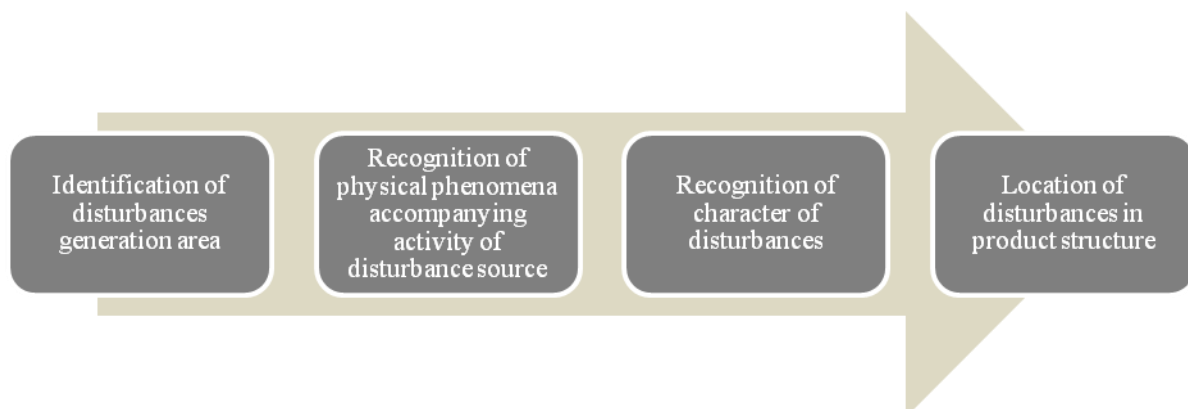 Identification of
disturbances
generation area
Recognition of
physical phenomena
accompanying
activity of
disturbance source
Recognition of
character of
disturbances
Location of
disturbances in
product structure